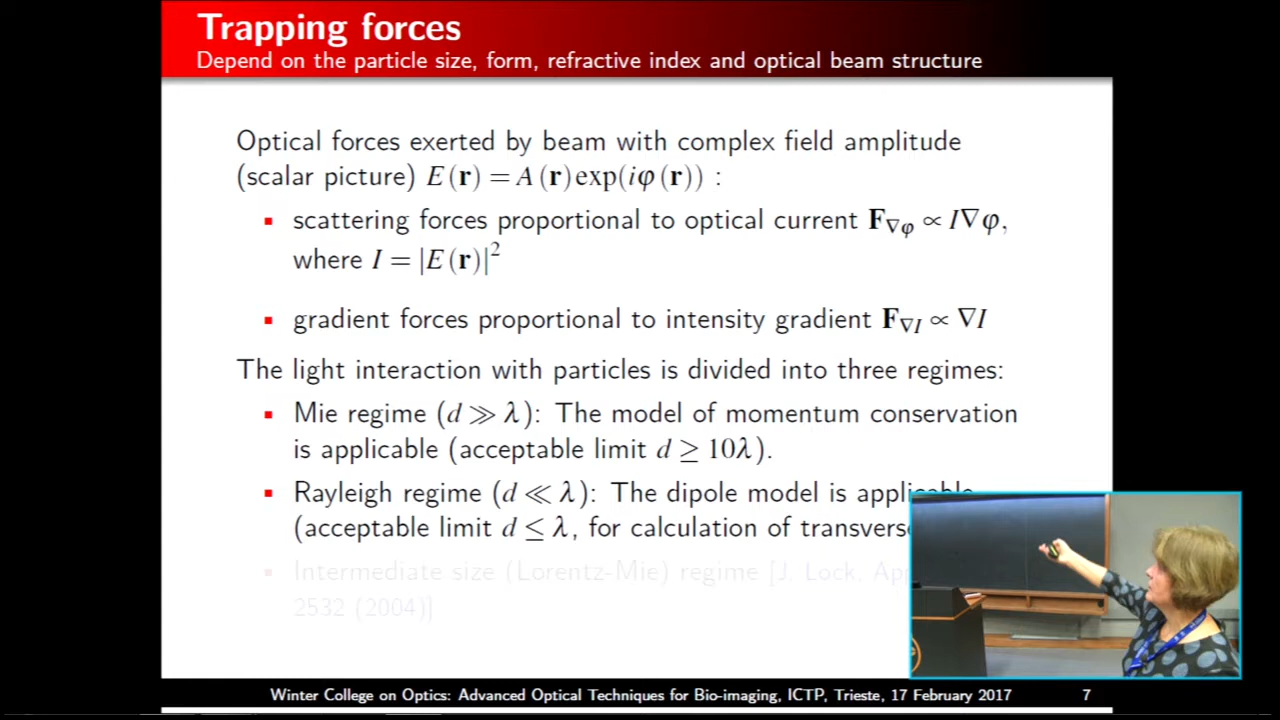 Trapping forces
Depend on the particle size, form, refractive index and optical beam structure
Optical forces exerted by beam with complex field amplitude
(scalar picture) E (r) = A (r) exp(iφ (r)) :
▪ scattering forces proportional to optical current F∇φ ∝ I∇φ,
where I = |E (r)|²
▪ gradient forces proportional to intensity gradient F∇I ∝ ∇I
The light interaction with particles is divided into three regimes:
▪ Mie regime (d ≫ λ): The model of momentum conservation
is applicable (acceptable limit d ≥ 10λ).
▪ Rayleigh regime (d ≪ λ): The dipole model is applicable
(acceptable limit d ≤ λ, for calculation of transverse
▪ Intermediate size (Lorentz-Mie) regime [J. Lock, Ap
2532 (2004)]
Winter College on Optics: Advanced Optical Techniques for Bio-imaging, ICTP, Trieste, 17 February 2017 7